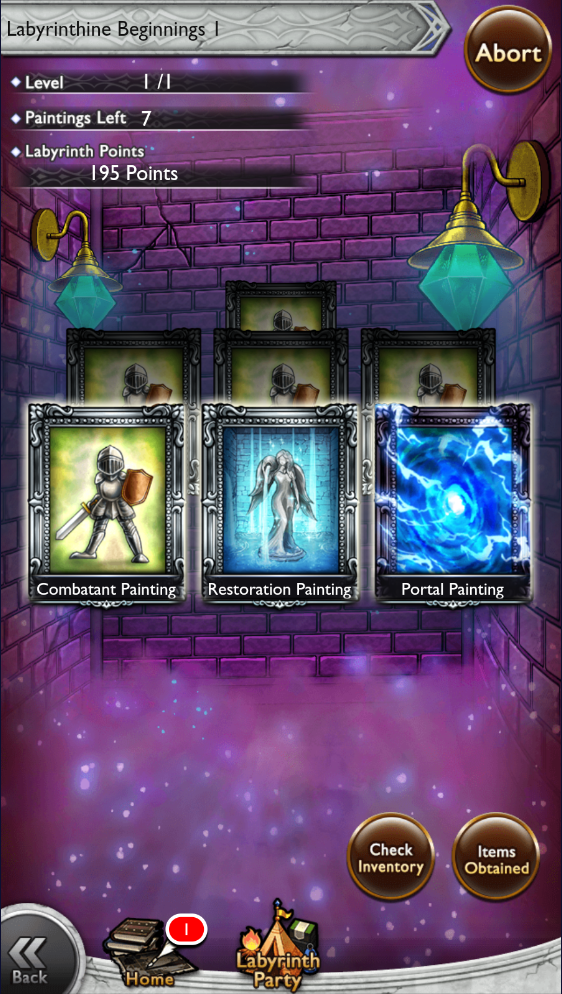 Labyrinthine Beginnings 1
Abort
Level 1 /1
Paintings Left 7
Labyrinth Points
195 Points
Combatant Painting
Restoration Painting
Portal Painting
Check
Inventory
Items
Obtained
Back
Home
1
Labyrinth
Party